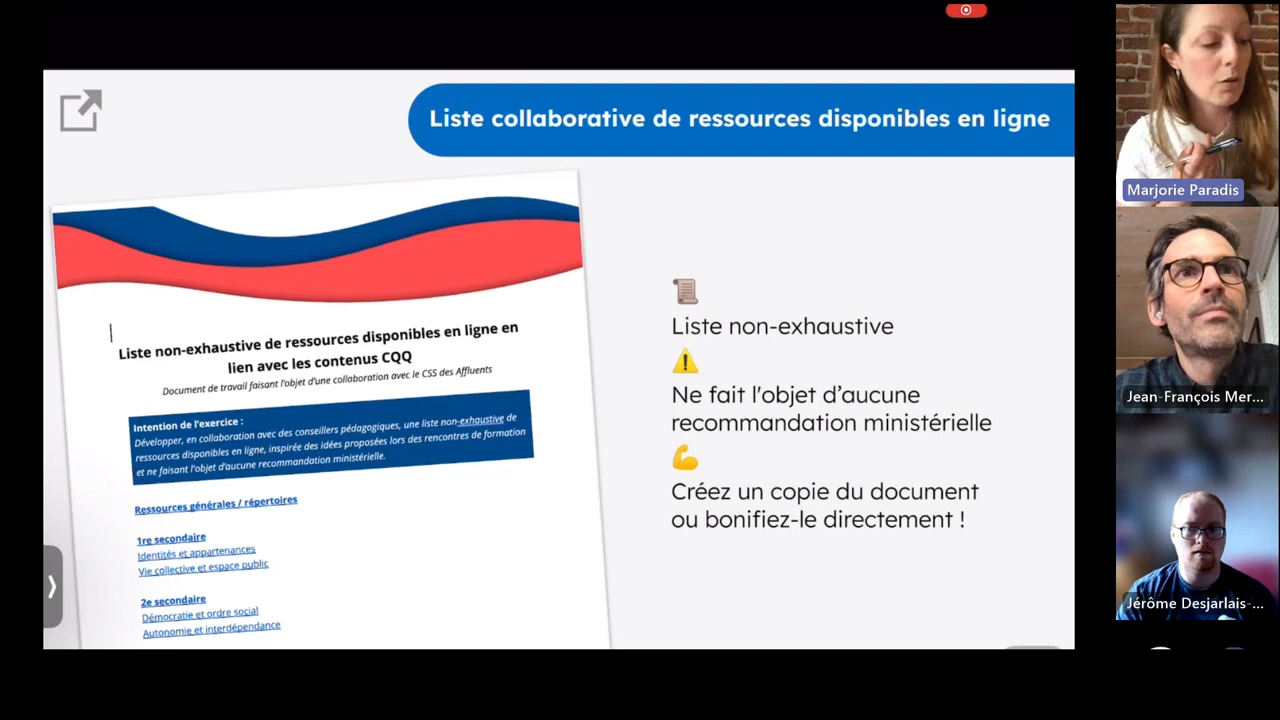 Liste collaborative de ressources disponibles en ligne
Liste non-exhaustive de ressources disponibles en ligne en
lien avec les contenus CQQ
Document de travail faisant l'objet d'une collaboration avec le CSS des Affluents
Intention de l'exercice :
Développer, en collaboration avec des conseillers pédagogiques, une liste non-exhaustive de
ressources disponibles en ligne, inspirée des idées proposées lors des rencontres de formation
et ne faisant l'objet d'aucune recommandation ministérielle.
Ressources générales / répertoires
1re secondaire
Identités et appartenances
Vie collective et espace public
2e secondaire
Démocratie et ordre social
Autonomie et interdépendance
Liste non-exhaustive
Ne fait l'objet d'aucune
recommandation ministérielle
Créez un copie du document
ou bonifiez-le directement !
Marjorie Paradis
Jean-François Mer...
Jérôme Desjarlais-...